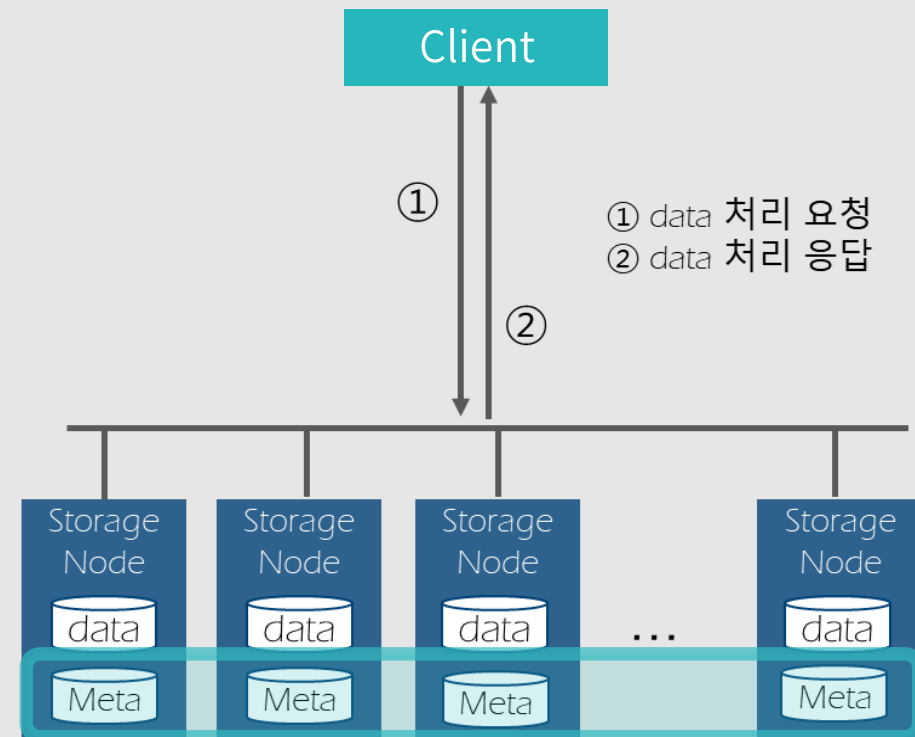 Client
①
① data 처리 요청
② data 처리 응답
②
Storage
Node
data
Meta
Storage
Node
data
Meta
Storage
Node
data
Meta
...
Storage
Node
data
Meta